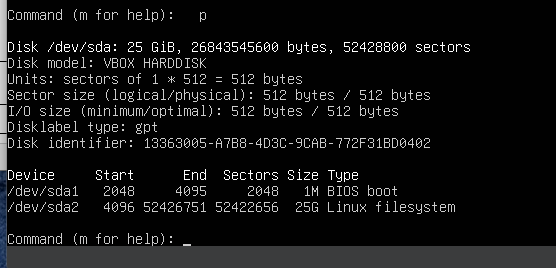 Command (m for help): p
Disk /dev/sda: 25 GiB, 26843545600 bytes, 52428800 sectors
Disk model: VBOX HARDDISK
Units: sectors of 1 * 512 = 512 bytes
Sector size (logical/physical): 512 bytes / 512 bytes
I/O size (minimum/optimal): 512 bytes / 512 bytes
Disklabel type: gpt
Disk identifier: 13363005-A7B8-4D3C-9CAB-772F31BD0402
Device Start End Sectors Size Type
/dev/sda1 2048 4095 2048 1M BIOS boot
/dev/sda2 4096 52426751 52422656 25G Linux filesystem
Command (m for help): _